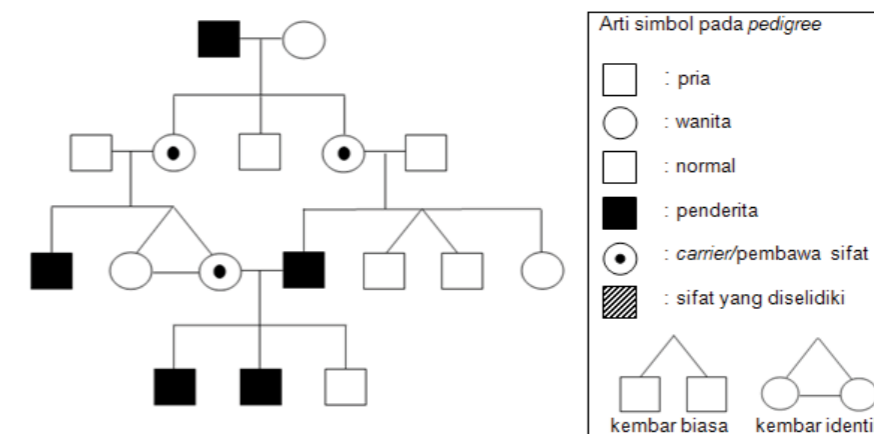 Arti simbol pada pedigree
: pria
: wanita
: normal
: penderita
: carrier/pembawa sifat
: sifat yang diselidiki
kembar biasa kembar identi